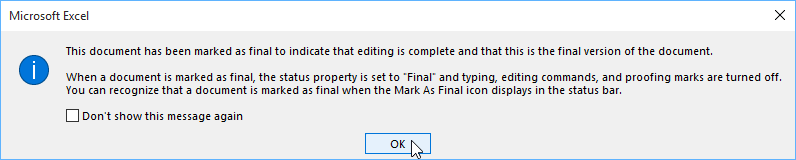 Microsoft Excel
This document has been marked as final to indicate that editing is complete and that this is the final version of the document.
When a document is marked as final, the status property is set to "Final" and typing, editing commands, and proofing marks are turned off.
You can recognize that a document is marked as final when the Mark As Final icon displays in the status bar.
Don't show this message again
OK